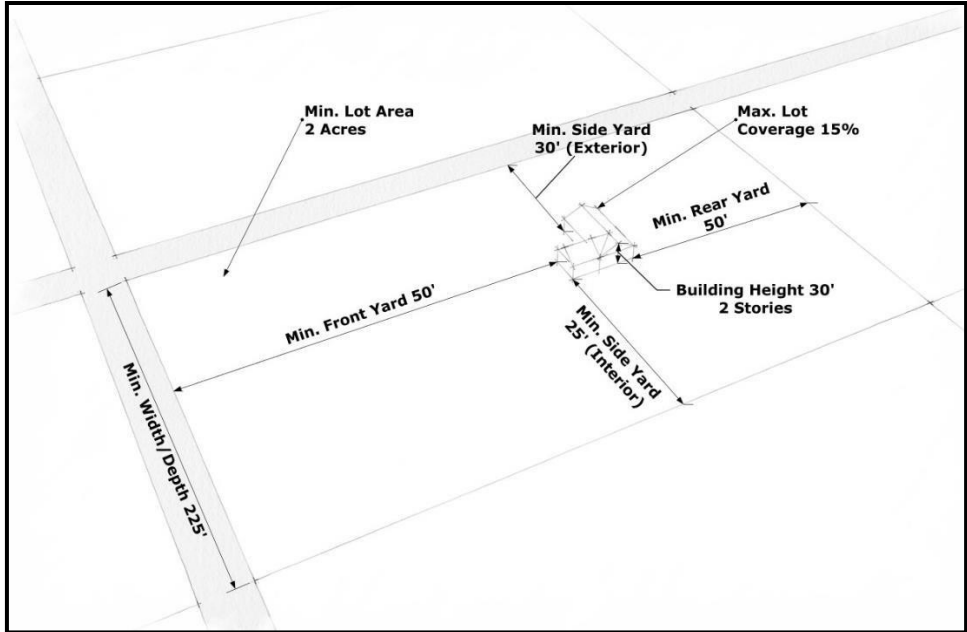 Min. Lot Area
2 Acres
Min. Side Yard
30' (Exterior)
Max. Lot
Coverage 15%
Min. Rear Yard
50'
Min. Front Yard 50'
Building Height 30'
2 Stories
Min. Side Yard
25' (Interior)
Min. Width/Depth 225'